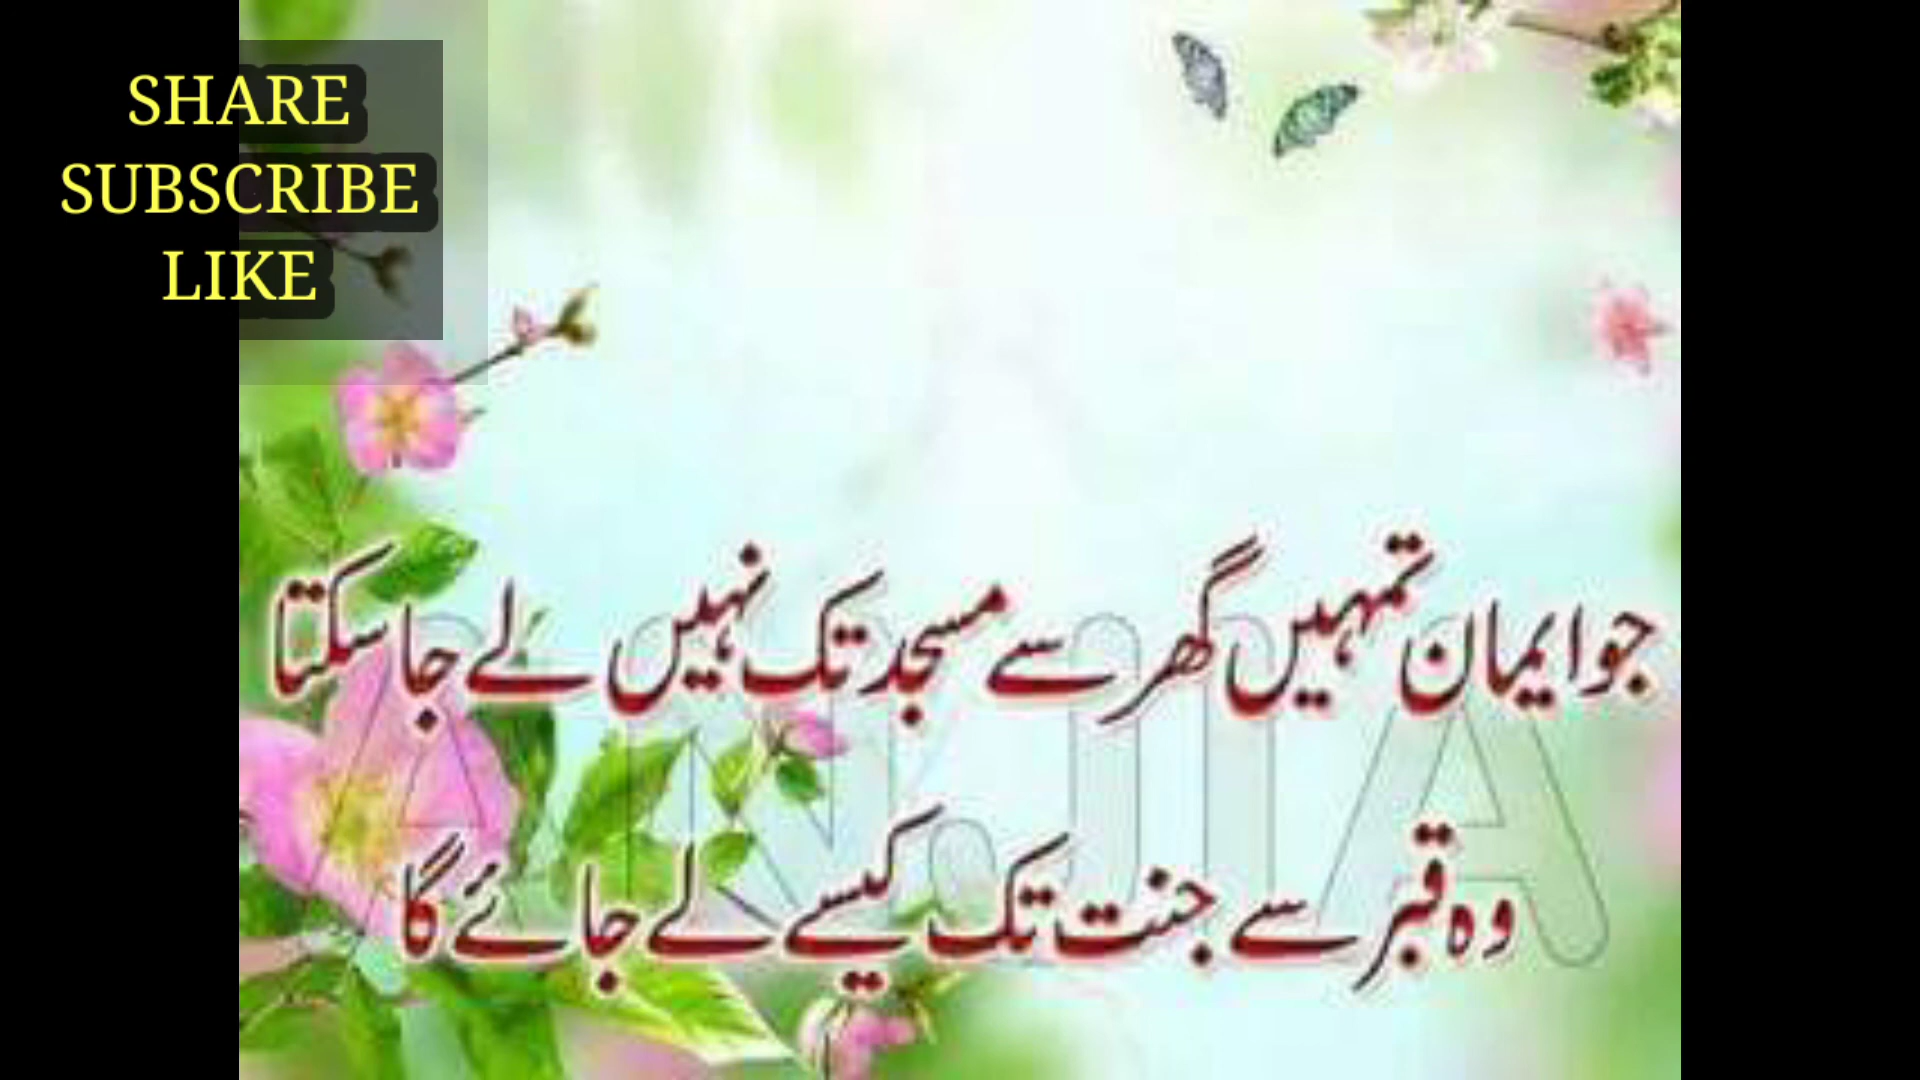 SHARE
SUBSCRIBE
LIKE
جو ایمان تمہیں گھر سے مسجد تک نہیں لے جا سکتا
وہ قبر سے جنت تک کیسے لے جائے گا